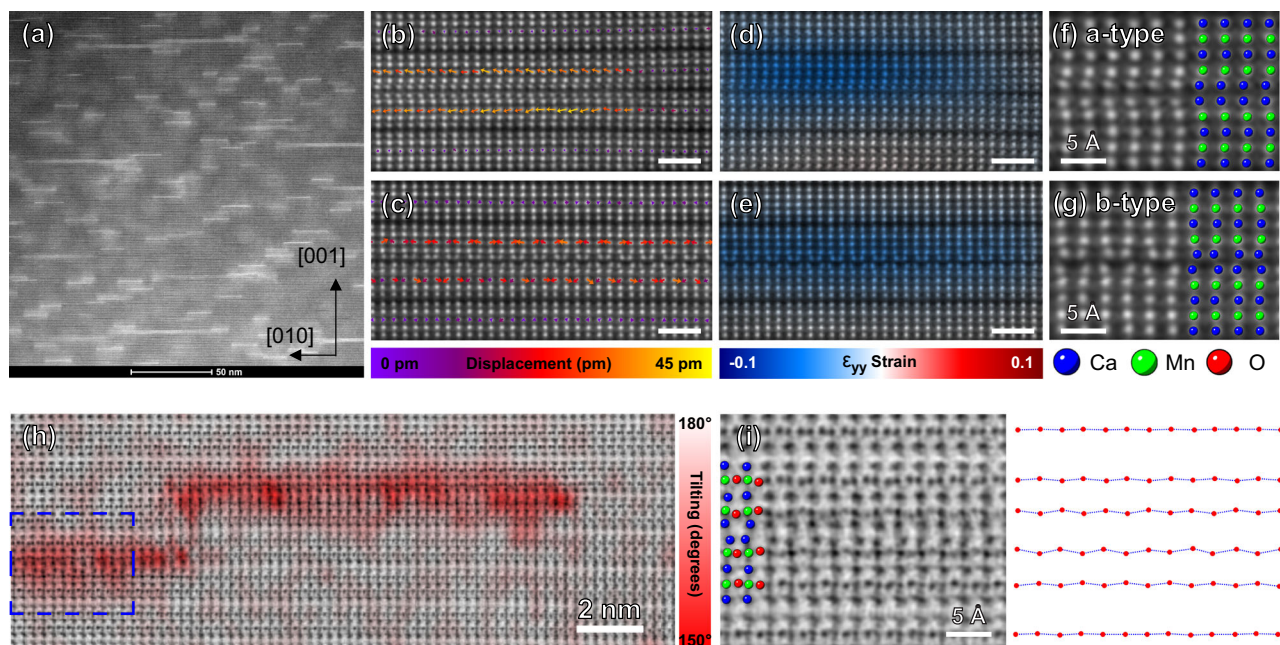 (a)
[001]
[010]
50 nm
(b)
(c)
0 pm Displacement (pm) 45 pm
(d)
(e)
-0.1 Ɛyy Strain 0.1
(f) a-type
5 Å
(g) b-type
5 Å
Ca Mn O
(h)
2 nm
180°
Tilting (degrees)
150°
(i)
5 Å